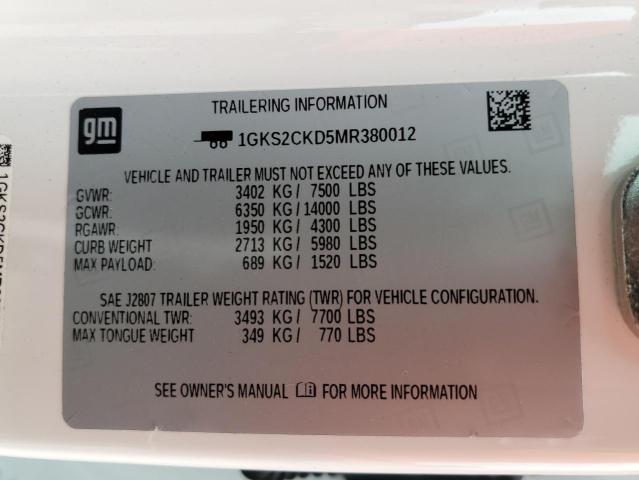 gm
TRAILERING INFORMATION
1GKS2CKD5MR380012
VEHICLE AND TRAILER MUST NOT EXCEED ANY OF THESE VALUES.
GVWR: 3402 KG/ 7500 LBS
GCWR: 6350 KG/14000 LBS
RGAWR: 1950 KG/ 4300 LBS
CURB WEIGHT 2713 KG/ 5980 LBS
MAX PAYLOAD: 689 KG/ 1520 LBS
SAE J2807 TRAILER WEIGHT RATING (TWR) FOR VEHICLE CONFIGURATION.
CONVENTIONAL TWR: 3493 KG/ 7700 LBS
MAX TONGUE WEIGHT 349 KG/ 770 LBS
SEE OWNER'S MANUAL FOR MORE INFORMATION